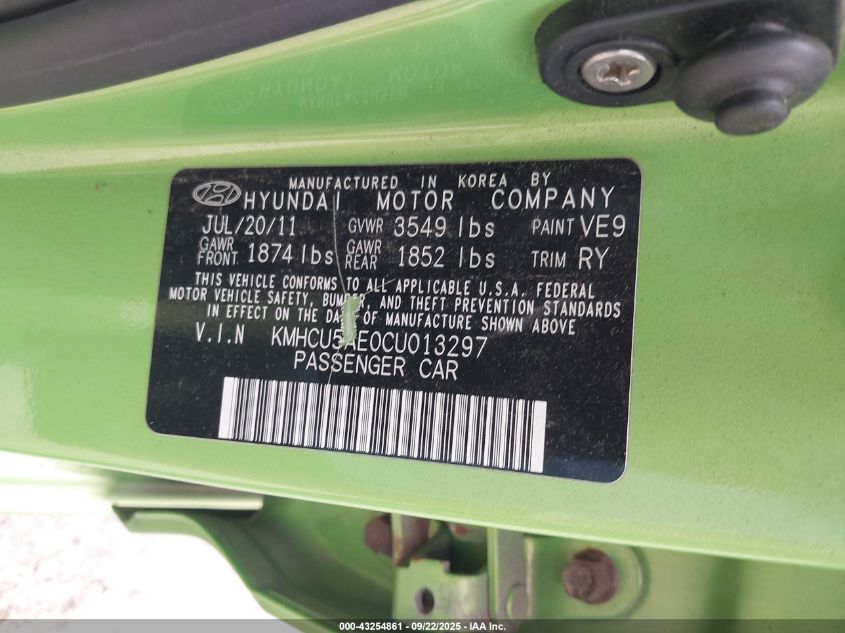 MANUFACTURED IN KOREA BY
HYUNDAI MOTOR COMPANY
JUL/20/11 GVWR 3549 lbs PAINT VE9
GAWR FRONT 1874 lbs GAWR REAR 1852 lbs TRIM RY
THIS VEHICLE CONFORMS TO ALL APPLICABLE U.S.A. FEDERAL
MOTOR VEHICLE SAFETY, BUMPER, AND THEFT PREVENTION STANDARDS
IN EFFECT ON THE DATE OF MANUFACTURE SHOWN ABOVE
V.I.N KMHCU5AE0CU013297
PASSENGER CAR
000-43254861 - 09/22/2025 - IAA Inc.